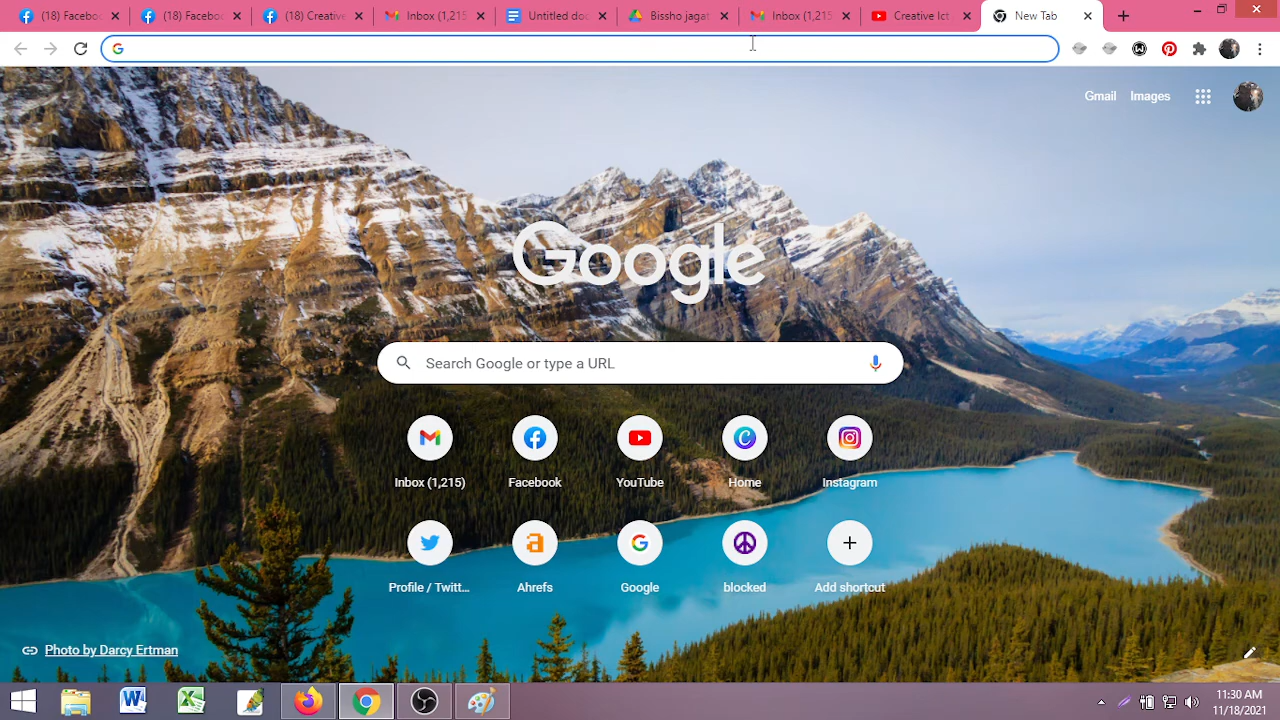 (18) Faceboo
(18) Faceboo
(18) Creative
Inbox (1,215)
Untitled doc
Bissho jagat
Inbox (1,215
Creative Ict
New Tab
Gmail Images
Google
Search Google or type a URL
Inbox (1,215)
Facebook
YouTube
Home
Instagram
Profile / Twitt...
Ahrefs
Google
blocked
Add shortcut
Photo by Darcy Ertman
11:30 AM
11/18/2021